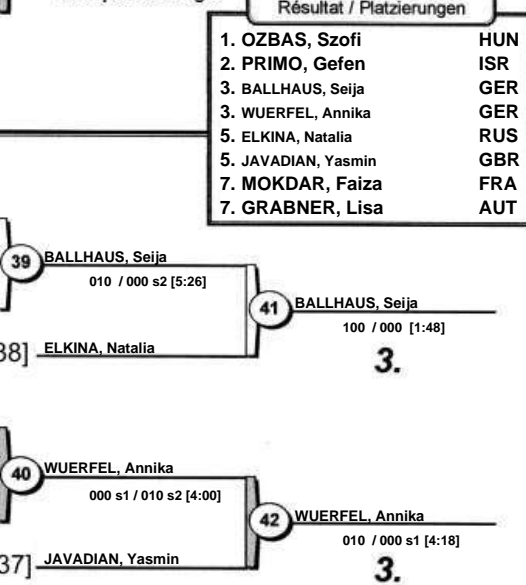 Résultat / Platzierungen
1. OZBAS, Szofi HUN
2. PRIMO, Gefen ISR
3. BALLHAUS, Seija GER
3. WUERFEL, Annika GER
5. ELKINA, Natalia RUS
5. JAVADIAN, Yasmin GBR
7. MOKDAR, Faiza FRA
7. GRABNER, Lisa AUT
39 BALLHAUS, Seija
010 / 000 s2 [5:26]
41 BALLHAUS, Seija
100 / 000 [1:48]
38] ELKINA, Natalia
3.
40 WUERFEL, Annika
000 s1 / 010 s2 [4:00]
42 WUERFEL, Annika
010 / 000 s1 [4:18]
37] JAVADIAN, Yasmin
3.